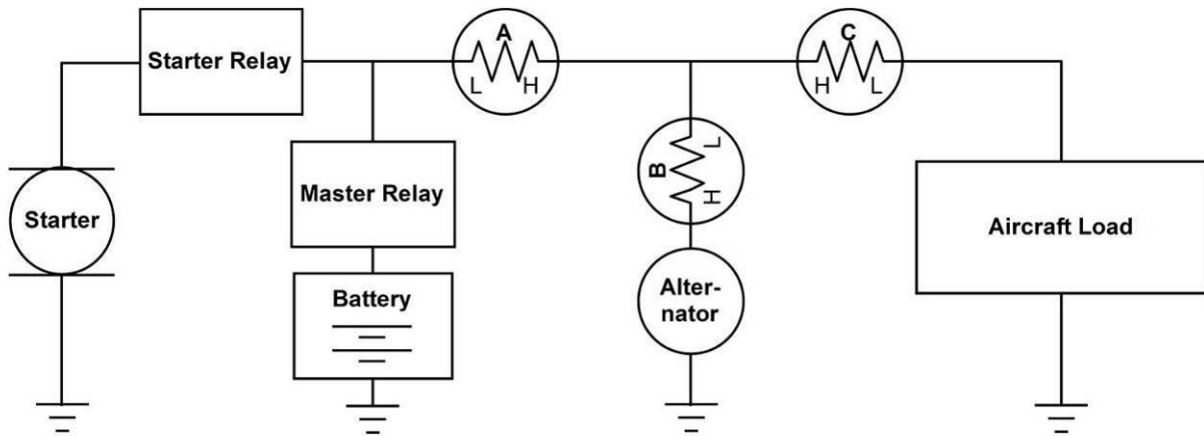 A
C
Starter Relay
L
H
H
L
L
B
H
Master Relay
Starter
Aircraft Load
Battery
Alter-
nator